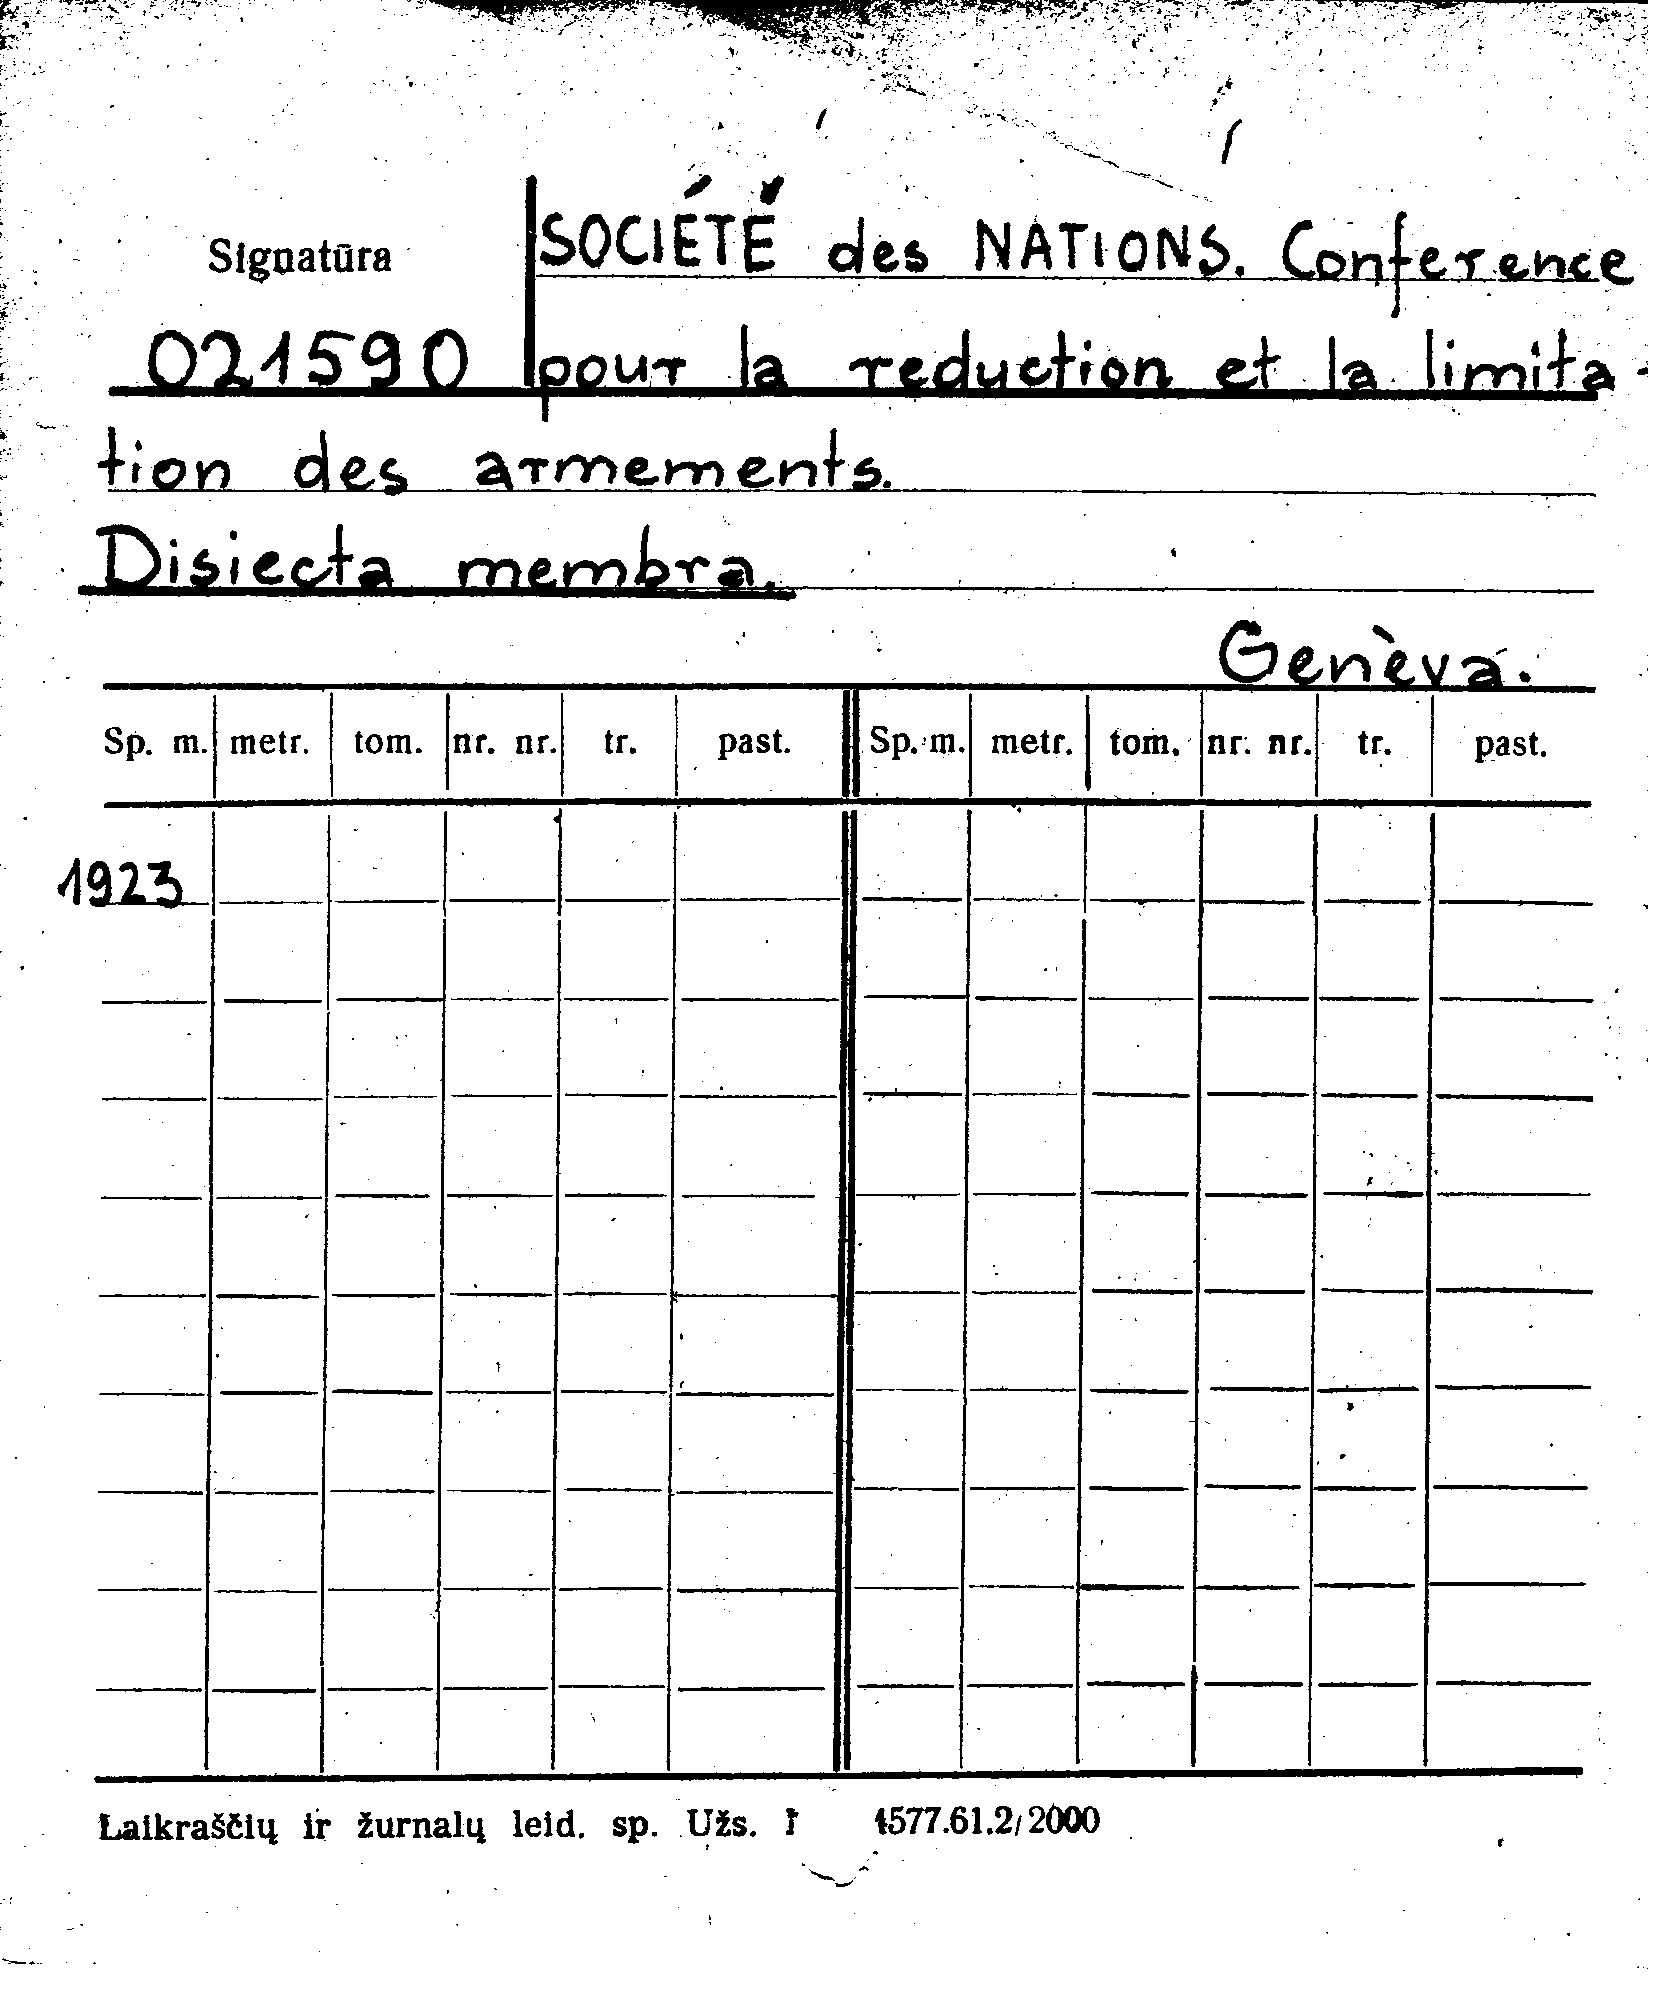 Signatūra
SOCIÉTÉ des NATIONS. Conference
021590 pour la reduction et la limita-
tion des armements.
Disiecta membra.
Genèva.
Sp. m. metr. tom. nr. nr. tr. past. Sp. m. metr. tom. nr. nr. tr. past.
1923
Laikraščių ir žurnalų leid. sp. Užs. 4577.61.2/2000